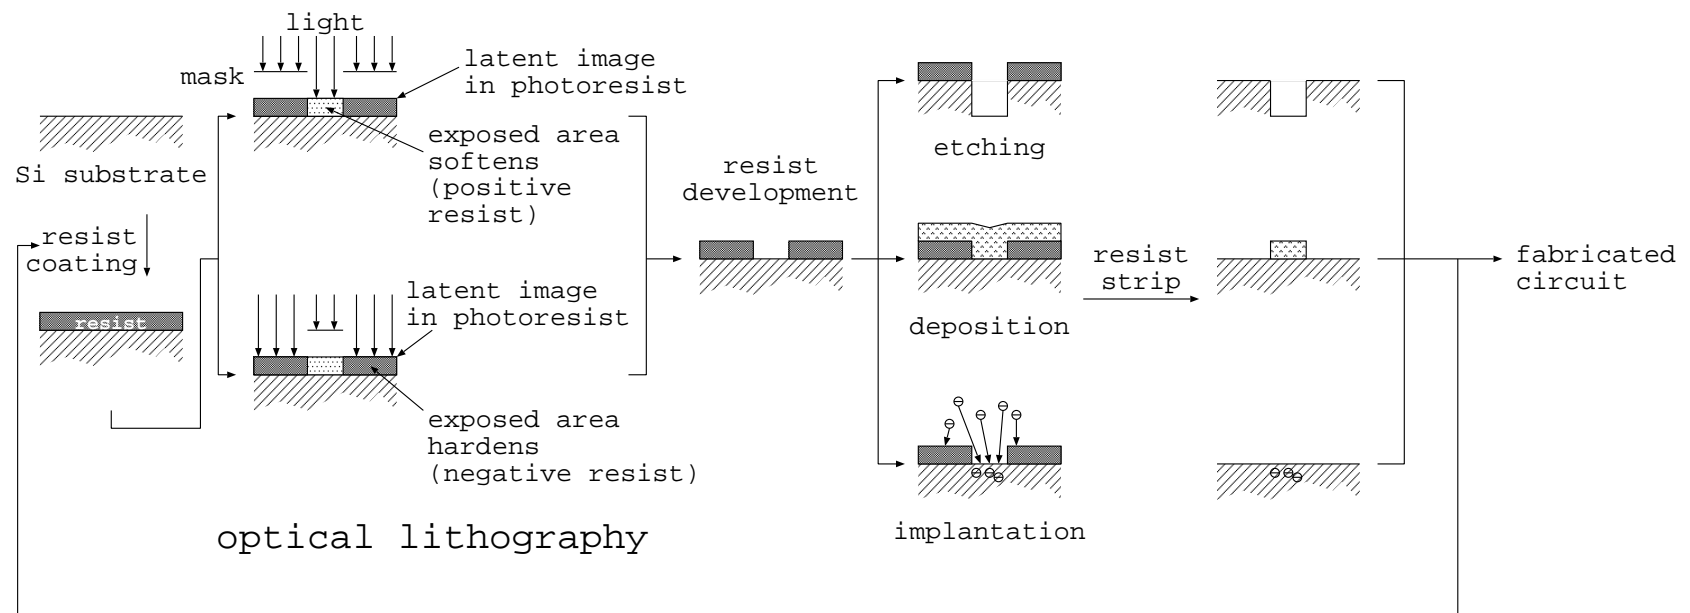 light
mask
latent image
in photoresist
exposed area
softens
(positive
resist)
Si substrate
resist
coating
resist
latent image
in photoresist
exposed area
hardens
(negative resist)
optical lithography
resist
development
etching
deposition
implantation
resist
strip
fabricated
circuit